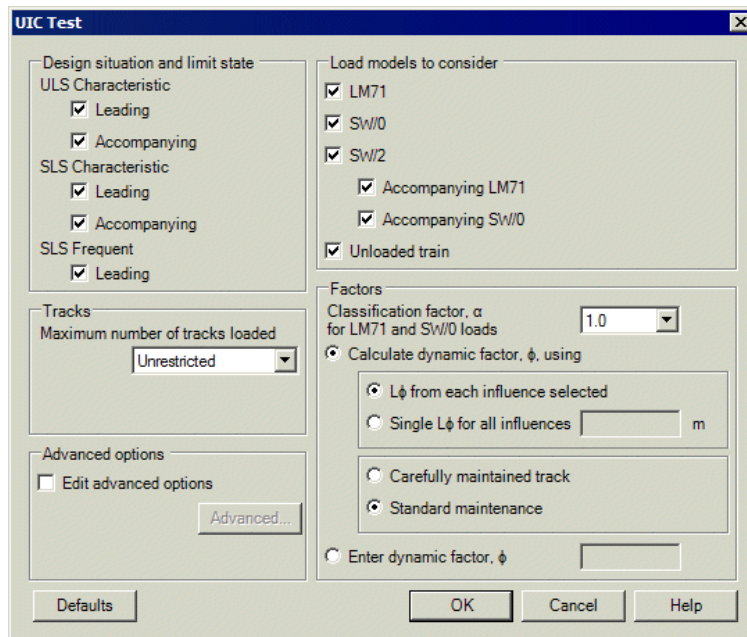 UIC Test
Design situation and limit state
ULS Characteristic
Leading
Accompanying
SLS Characteristic
Leading
Accompanying
SLS Frequent
Leading
Tracks
Maximum number of tracks loaded
Unrestricted
Advanced options
Edit advanced options
Advanced...
Load models to consider
LM71
SW/0
SW/2
Accompanying LM71
Accompanying SW/0
Unloaded train
Factors
Classification factor, α
for LM71 and SW/0 loads
1.0
Calculate dynamic factor, ϕ, using
Lϕ from each influence selected
Single Lϕ for all influences m
Carefully maintained track
Standard maintenance
Enter dynamic factor, ϕ
Defaults OK Cancel Help